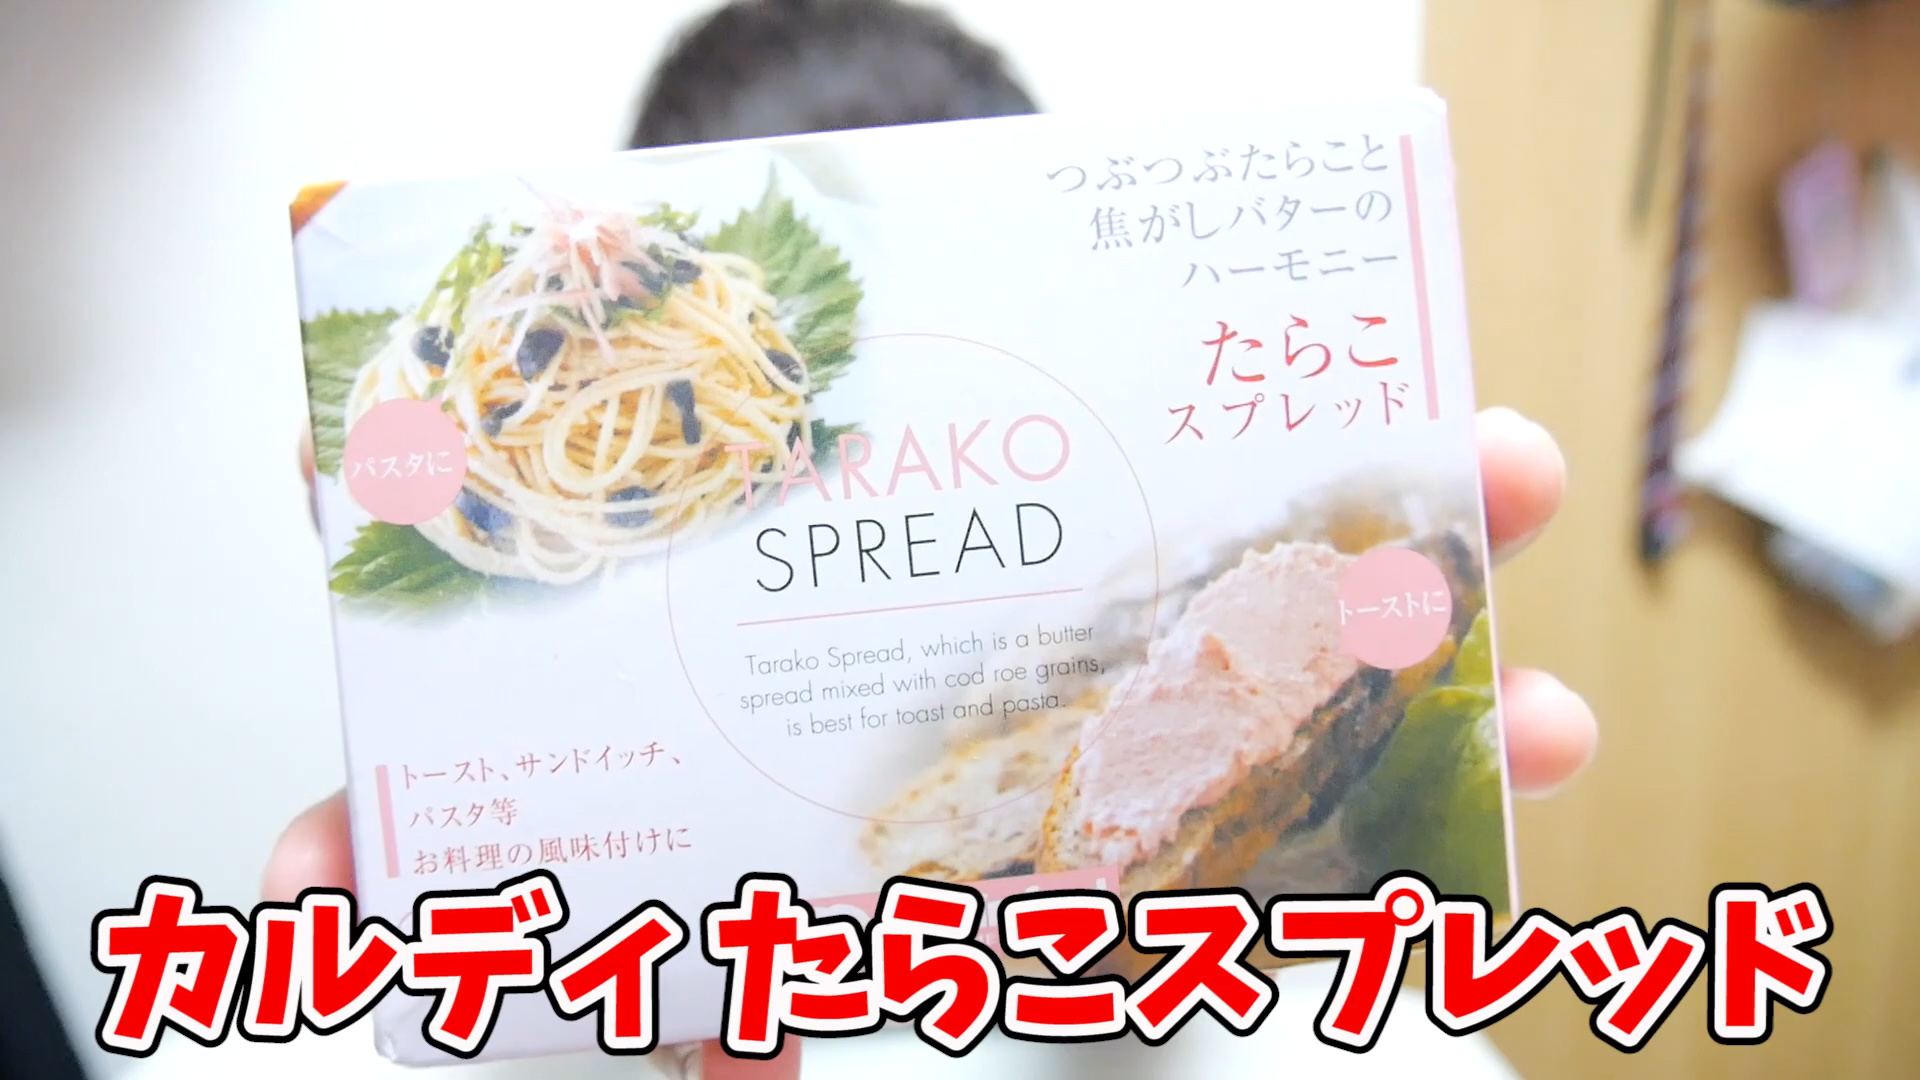 つぶつぶたらこと
焦がしバターの
ハーモニー
たらこ
スプレッド
パスタに
TARAKO
SPREAD
Tarako Spread, which is a butter
spread mixed with cod roe grains,
is best for toast and pasta.
トーストに
トースト、サンドイッチ、
パスタ等
お料理の風味付けに
カルディ たらこスプレッド